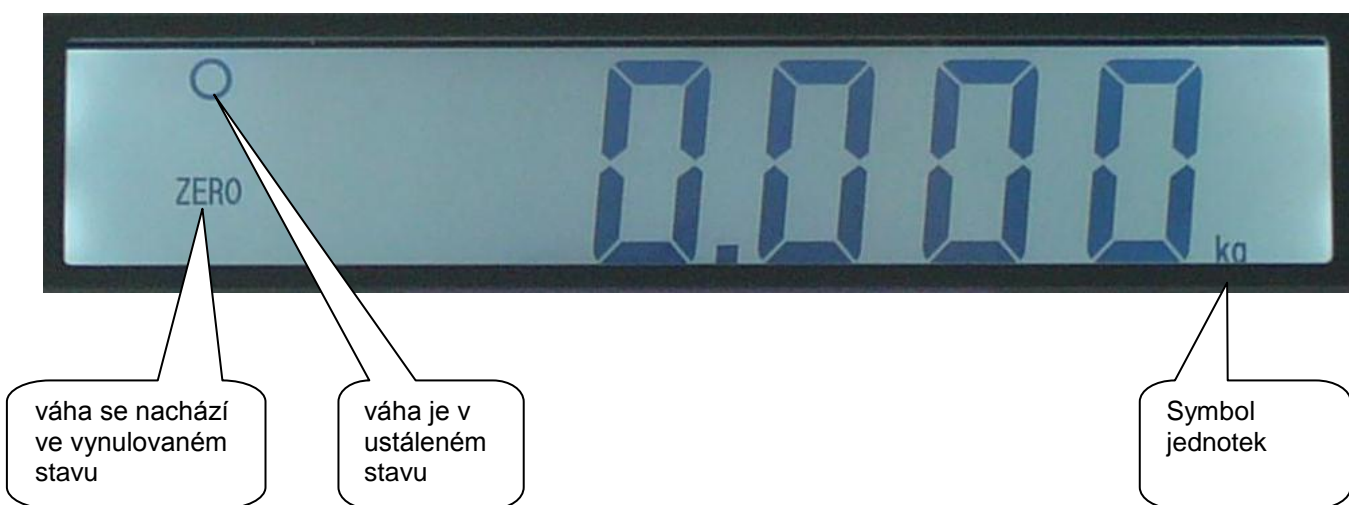 ZERO
0.000 kg
váha se nachází
ve vynulovaném
stavu
váha je v
ustáleném
stavu
Symbol
jednotek